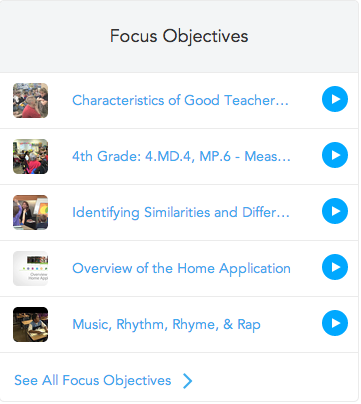 Focus Objectives
Characteristics of Good Teacher...
4th Grade: 4.MD.4, MP.6 - Meas...
Identifying Similarities and Differ...
Overview of the Home Application
Music, Rhythm, Rhyme, & Rap
See All Focus Objectives